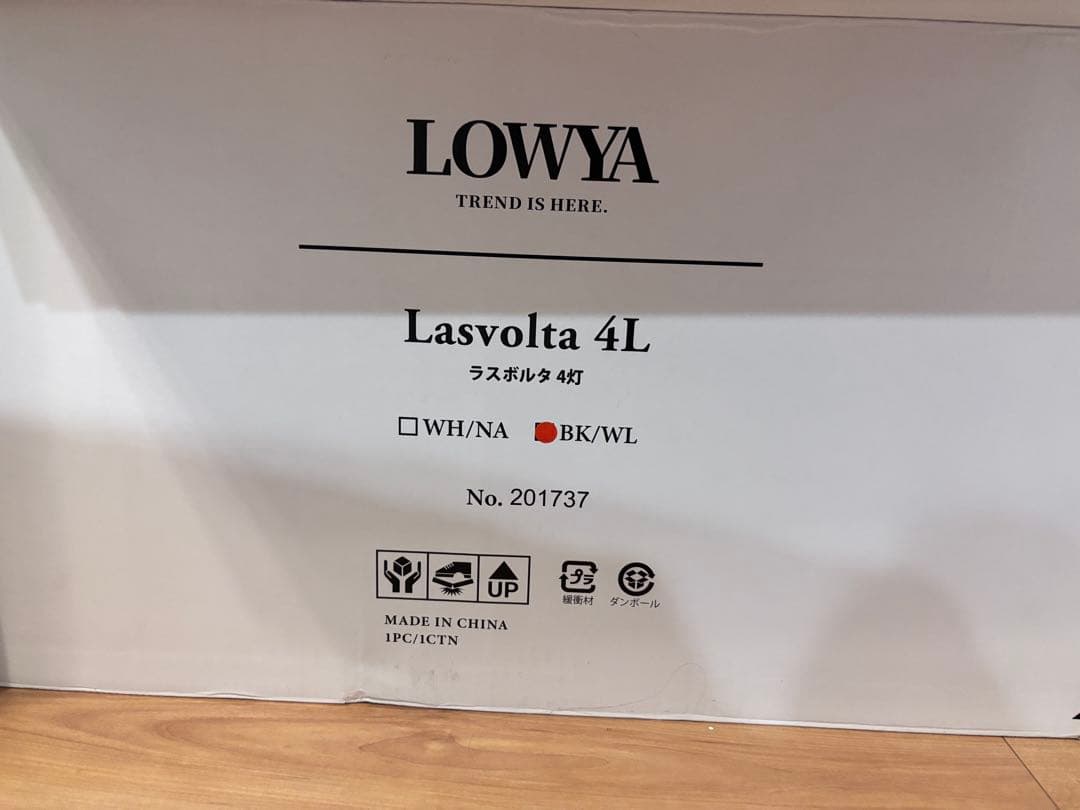 LOWYA
TREND IS HERE.
Lasvolta 4L
ラスボルタ 4灯
WH/NA BK/WL
No. 201737
UP プラ
緩衝材 ダンボール
MADE IN CHINA
1PC/1CTN